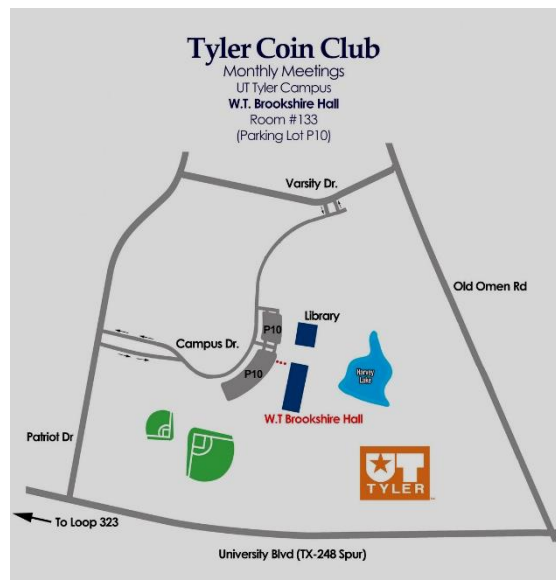 Tyler Coin Club
Monthly Meetings
UT Tyler Campus
W.T. Brookshire Hall
Room #133
(Parking Lot P10)
Varsity Dr.
Old Omen Rd
Library
P10
Campus Dr.
P10
Harvey
Lake
W.T Brookshire Hall
Patriot Dr
UT
TYLER
To Loop 323
University Blvd (TX-248 Spur)